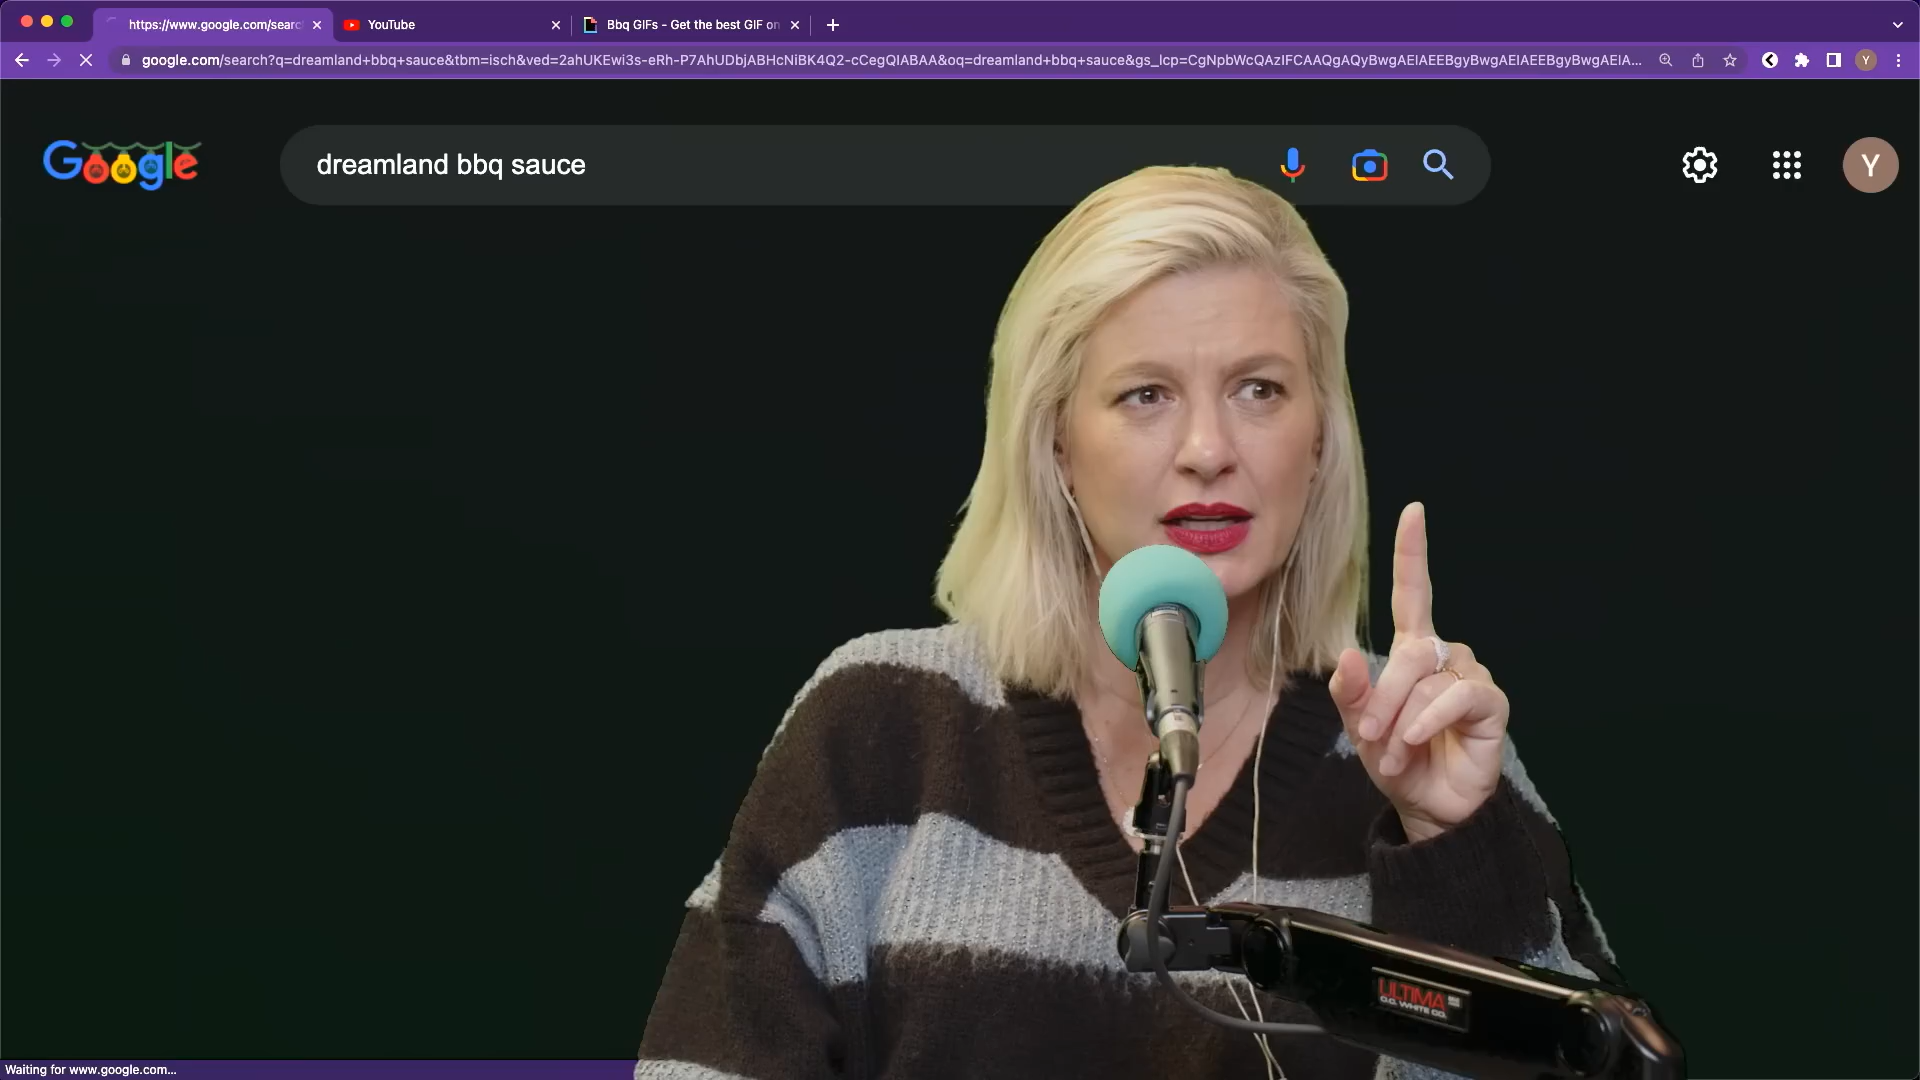 https://www.google.com/searc
YouTube
Bbq GIFs - Get the best GIF on
google.com/search?q=dreamland+bbq+sauce&tbm=isch&ved=2ahUKEwi3s-eRh-P7AhUDbjABHcNiBK4Q2-cCegQIABAA&oq=dreamland+bbq+sauce&gs_lcp=CgNpbWcQAzIFCAAQgAQyBwgAEIAEEBgyBwgAEIAEEBgyBwgAEIA...
Y
Google
dreamland bbq sauce
Y
ULTIMA
O.C. WHITE CO.
Waiting for www.google.com...